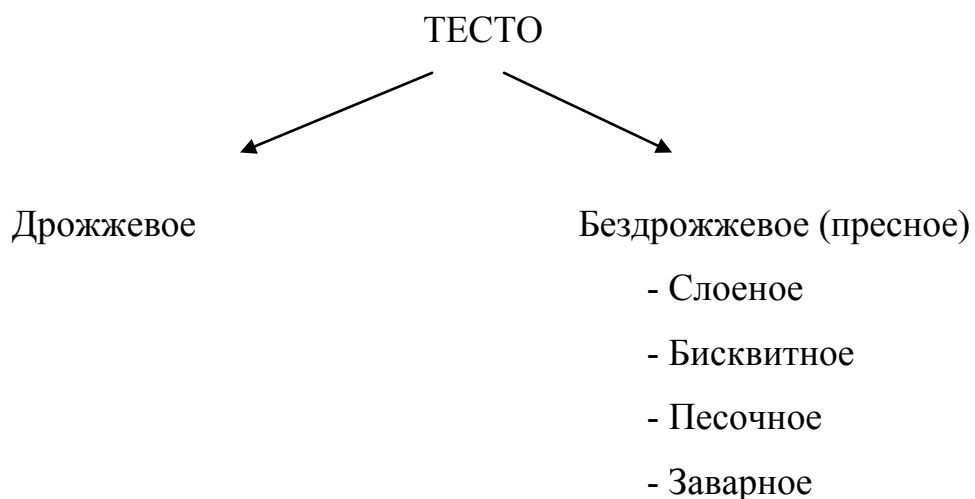 ТЕСТО
Дрожжевое
Бездрожжевое (пресное)
- Слоеное
- Бисквитное
- Песочное
- Заварное